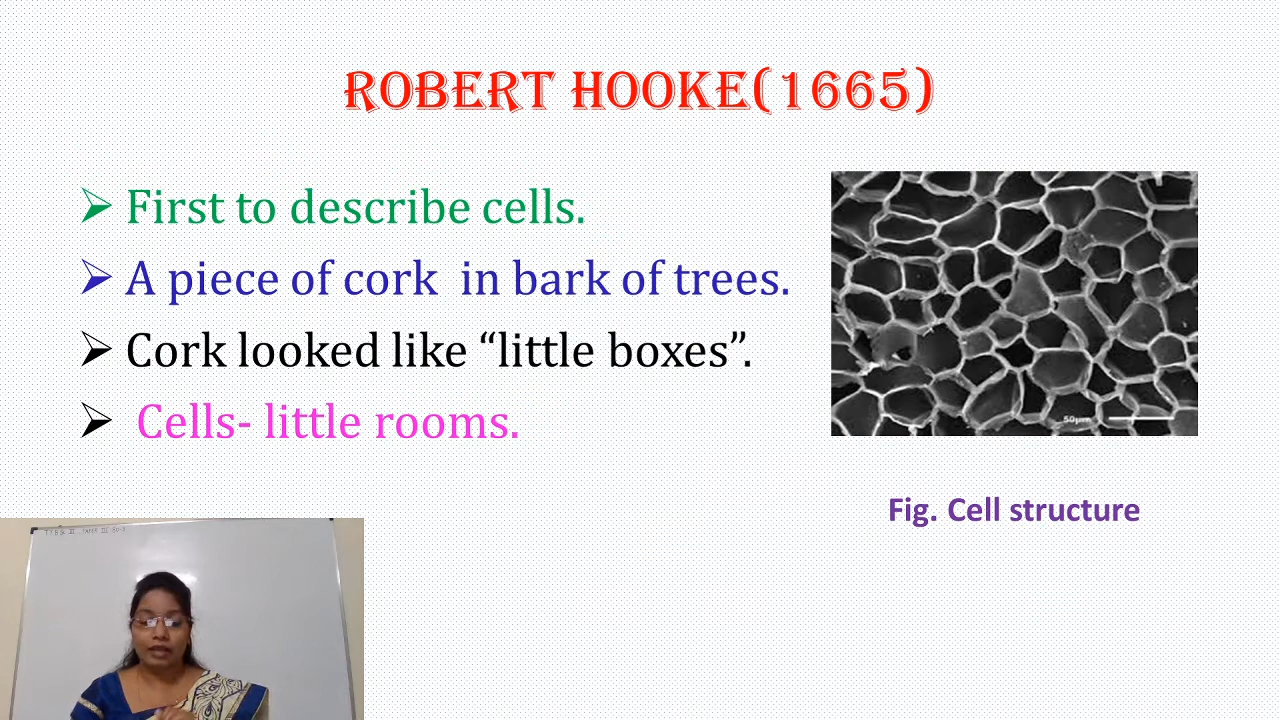 ROBERT HOOKE(1665)
First to describe cells.
A piece of cork in bark of trees.
Cork looked like “little boxes”.
Cells- little rooms.
50µm
Fig. Cell structure